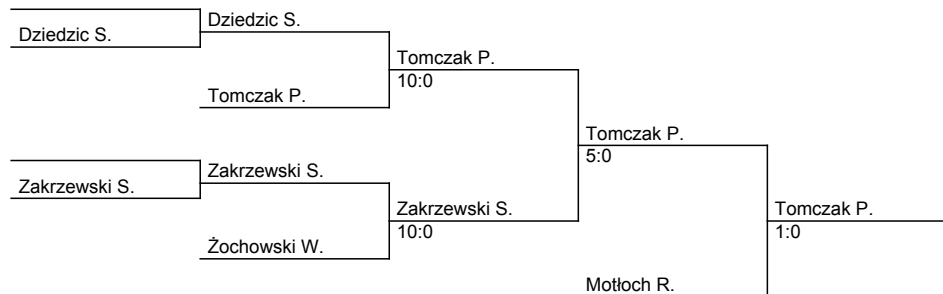 Dziedzic S.
Dziedzic S.
Tomczak P.
10:0
Tomczak P.
Tomczak P.
5:0
Zakrzewski S.
Zakrzewski S.
Zakrzewski S.
10:0
Tomczak P.
1:0
Żochowski W.
Motłoch R.